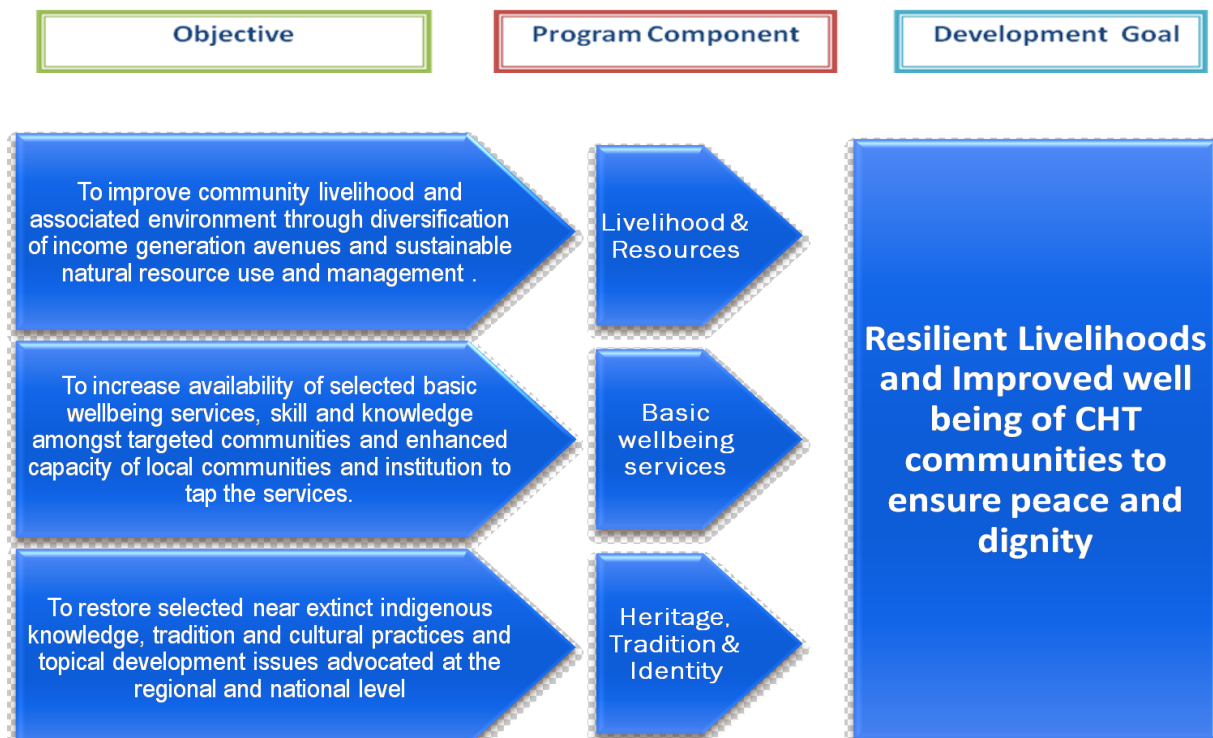 Objective
Program Component
Development Goal
To improve community livelihood and
associated environment through diversification
of income generation avenues and sustainable
natural resource use and management .
Livelihood &
Resources
To increase availability of selected basic
wellbeing services, skill and knowledge
amongst targeted communities and enhanced
capacity of local communities and institution to
tap the services.
Basic
wellbeing
services
To restore selected near extinct indigenous
knowledge, tradition and cultural practices and
topical development issues advocated at the
regional and national level
Heritage,
Tradition &
Identity
Resilient Livelihoods
and Improved well
being of CHT
communities to
ensure peace and
dignity